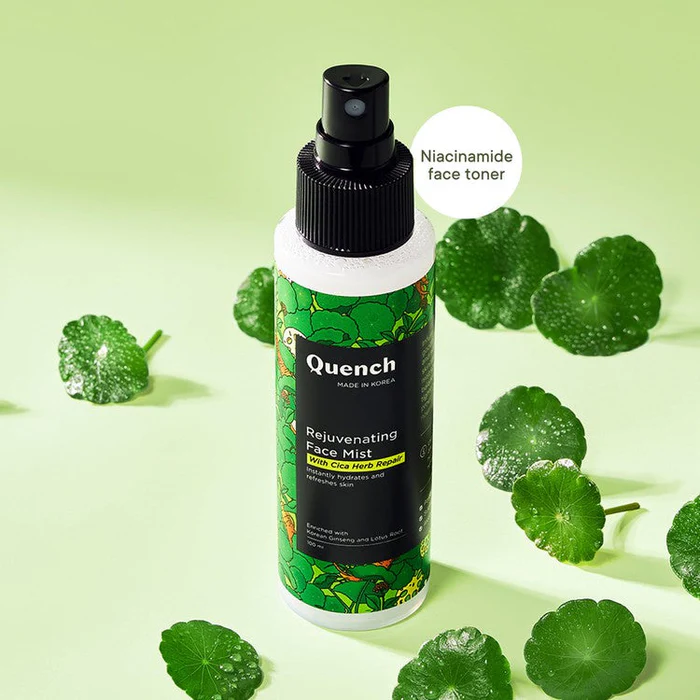 Niacinamide
face toner
Quench
MADE IN KOREA
Rejuvenating
Face Mist
With Cica Herb Repair
Instantly hydrates and
refreshes skin
Enriched with
Korean Ginseng and Lotus Root
100 ml